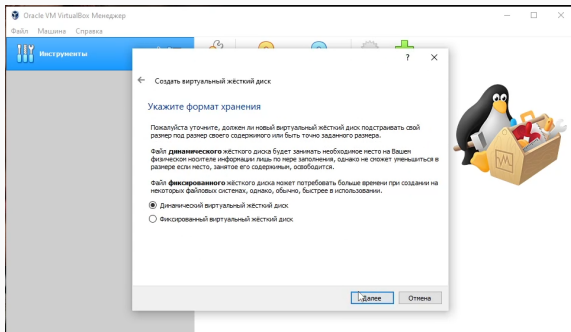 Oracle VM VirtualBox Менеджер
Файл Машина Справка
Инструменты
?
Создать виртуальный жёсткий диск
Укажите формат хранения
Пожалуйста уточните, должен ли новый виртуальный жёсткий диск подстраивать свой
размер под размер своего содержимого или быть точно заданного размера.
Файл динамического жёсткого диска будет занимать необходимое место на Вашем
физическом носителе информации лишь по мере заполнения, однако не сможет уменьшиться в
размере если место, занятое его содержимым, освободится.
Файл фиксированного жёсткого диска может потребовать больше времени при создании на
некоторых файловых системах, однако, обычно, быстрее в использовании.
Динамический виртуальный жёсткий диск
Фиксированный виртуальный жёсткий диск
Далее Отмена